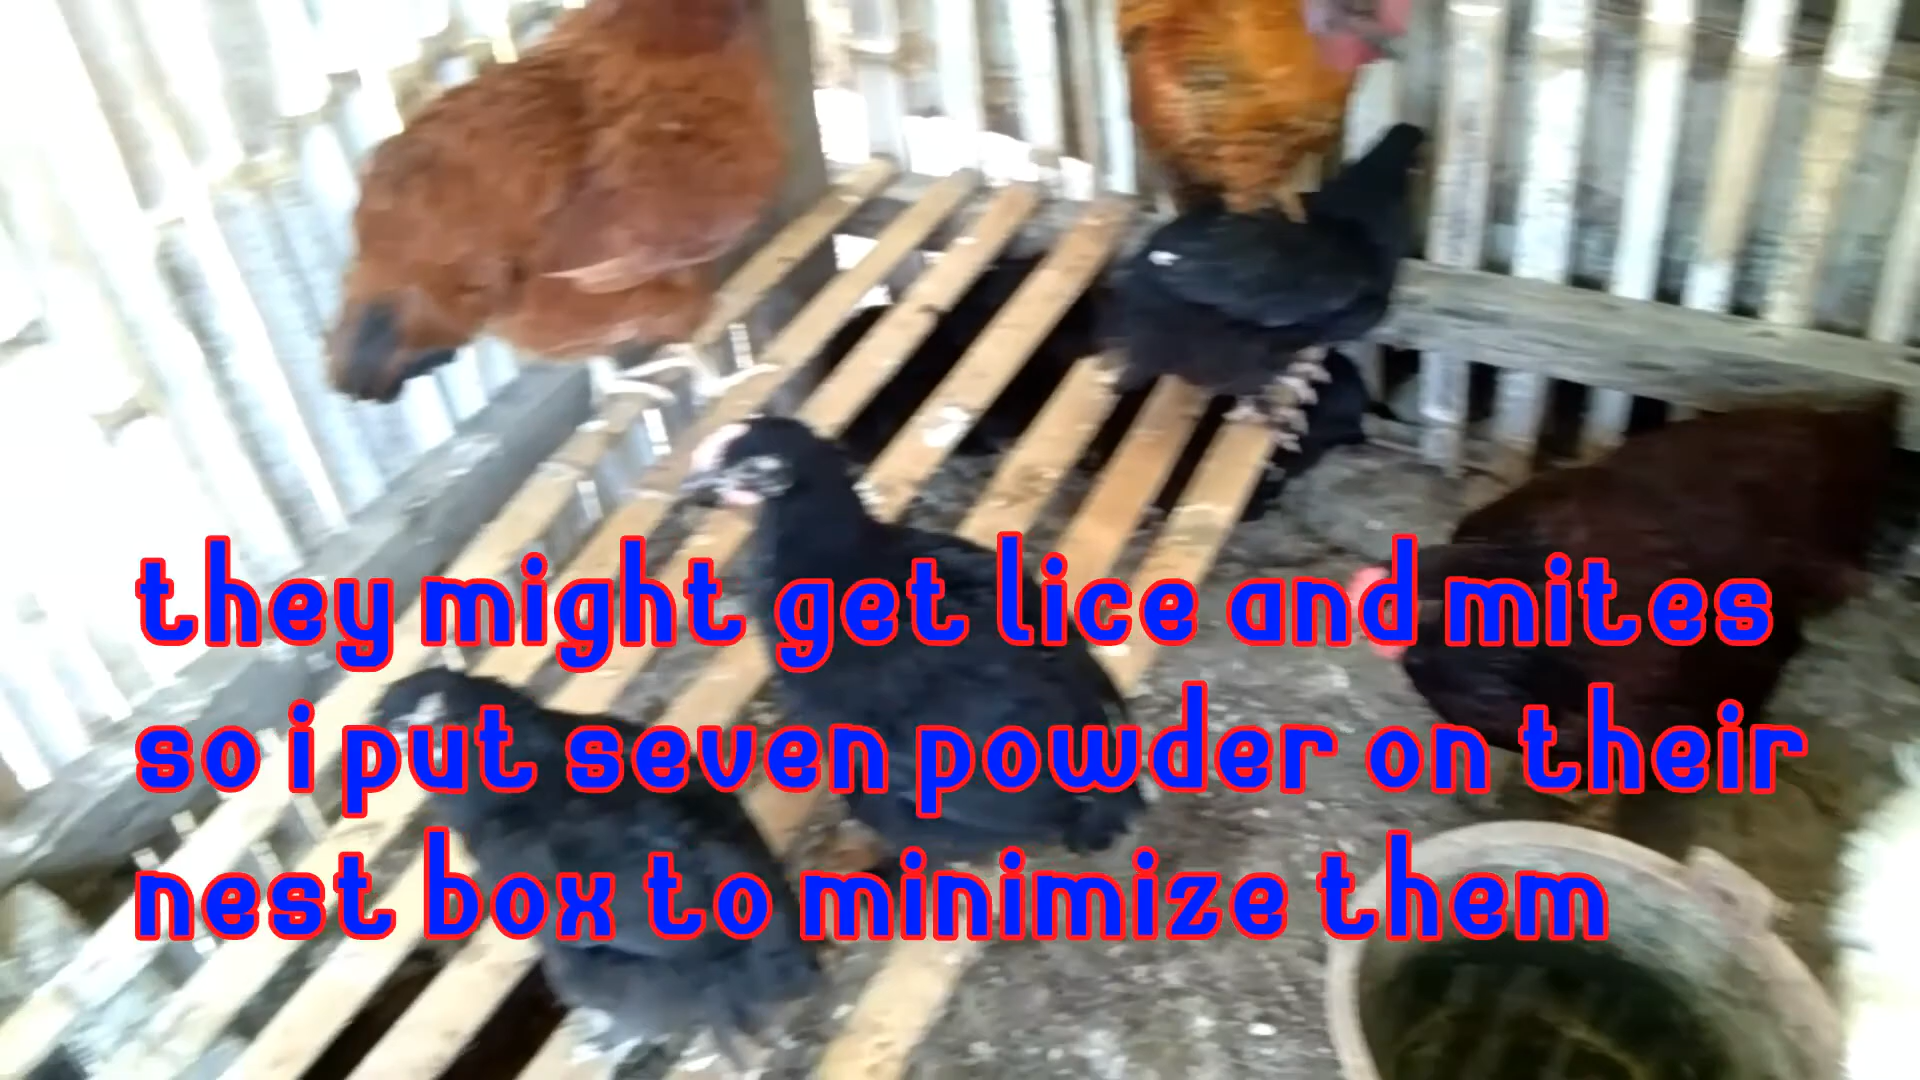 they might get lice and mites
so i put seven powder on their
nest box to minimize them